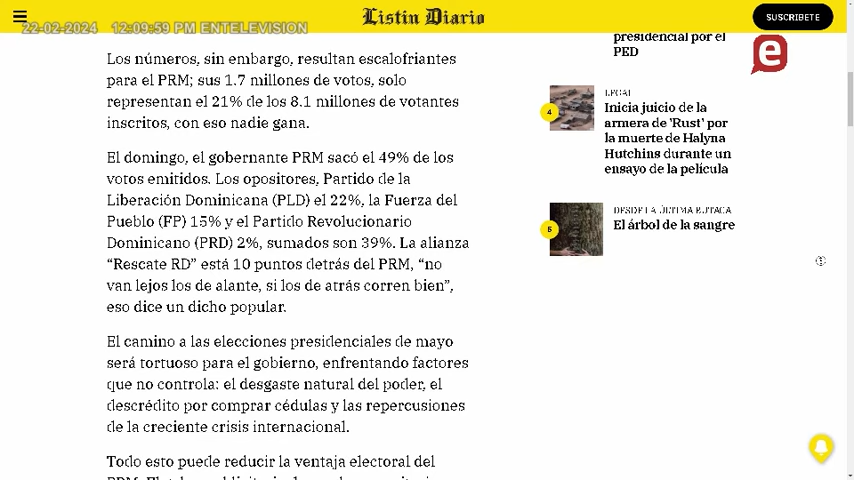 Listín Diario
SUSCRIBETE
22-02-2024 12:09:59 PM ENTELEVISION
Los números, sin embargo, resultan escalofriantes
para el PRM; sus 1.7 millones de votos, solo
representan el 21% de los 8.1 millones de votantes
inscritos, con eso nadie gana.
El domingo, el gobernante PRM sacó el 49% de los
votos emitidos. Los opositores, Partido de la
Liberación Dominicana (PLD) el 22%, la Fuerza del
Pueblo (FP) 15% y el Partido Revolucionario
Dominicano (PRD) 2%, sumados son 39%. La alianza
“Rescate RD” está 10 puntos detrás del PRM, “no
van lejos los de alante, si los de atrás corren bien”,
eso dice un dicho popular.
El camino a las elecciones presidenciales de mayo
será tortuoso para el gobierno, enfrentando factores
que no controla: el desgaste natural del poder, el
descrédito por comprar cédulas y las repercusiones
de la creciente crisis internacional.
Todo esto puede reducir la ventaja electoral del
presidencial por el
PED
e
4
LEGAL
Inicia juicio de la
armera de 'Rust' por
la muerte de Halyna
Hutchins durante un
ensayo de la película
5
DESDE LA ÚLTIMA BUTACA
El árbol de la sangre